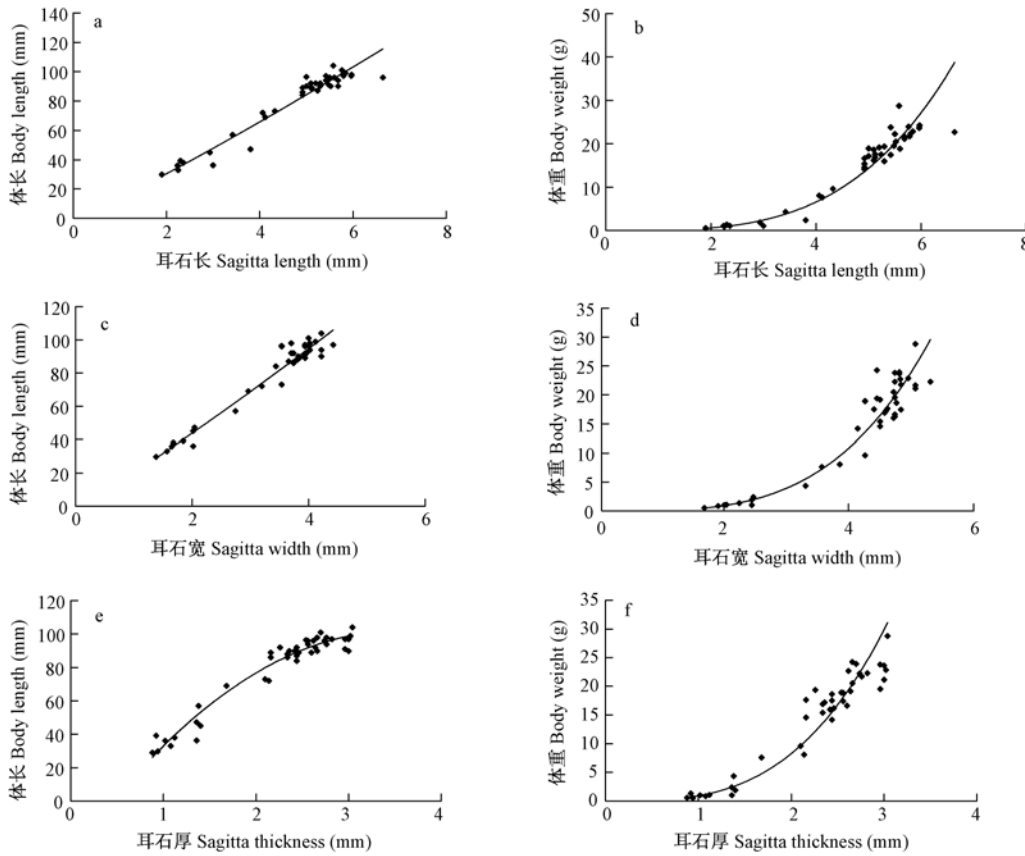 a
体长 Body length (mm)
140
120
100
80
60
40
20
0
0 2 4 6 8
耳石长 Sagitta length (mm)
b
体重 Body weight (g)
50
40
30
20
10
0
0 2 4 6 8
耳石长 Sagitta length (mm)
c
体长 Body length (mm)
120
100
80
60
40
20
0
0 2 4 6
耳石宽 Sagitta width (mm)
d
体重 Body weight (g)
35
30
25
20
15
10
5
0
0 2 4 6
耳石宽 Sagitta width (mm)
e
体长 Body length (mm)
120
100
80
60
40
20
0
0 1 2 3 4
耳石厚 Sagitta thickness (mm)
f
体重 Body weight (g)
35
30
25
20
15
10
5
0
0 1 2 3 4
耳石厚 Sagitta thickness (mm)